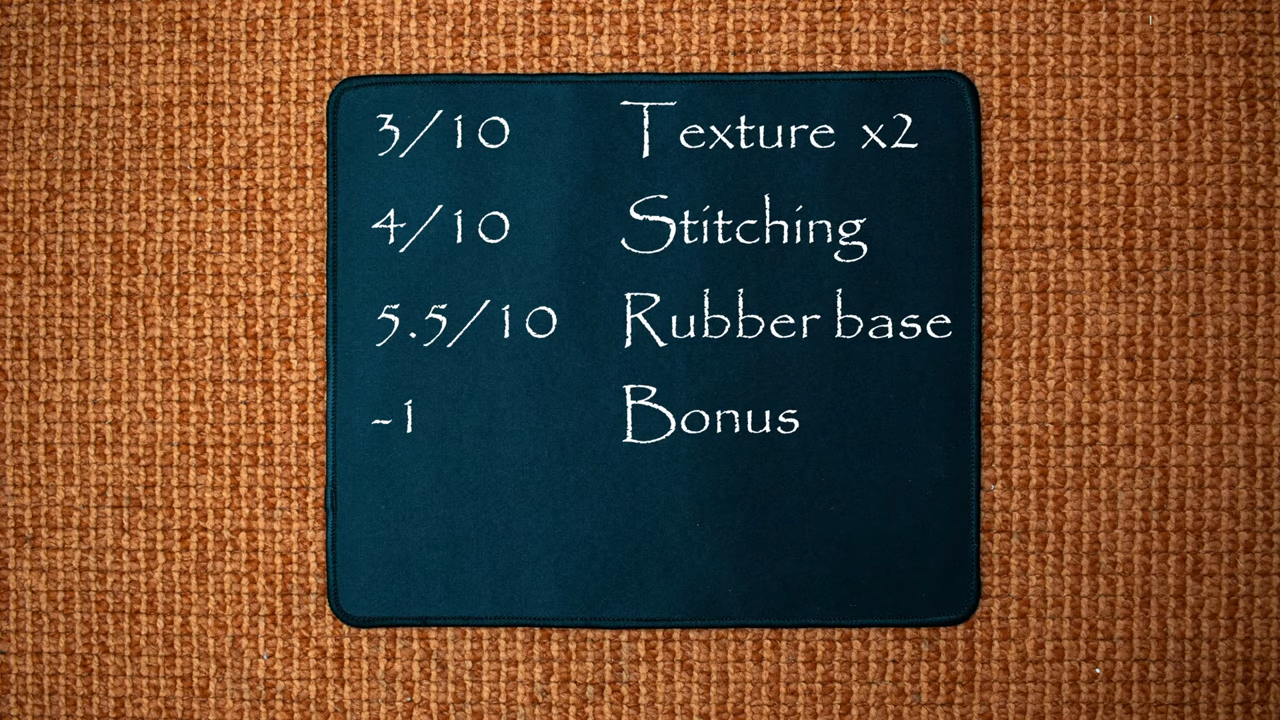 3/10 Texture x2
4/10 Stitching
5.5/10 Rubber base
-1 Bonus